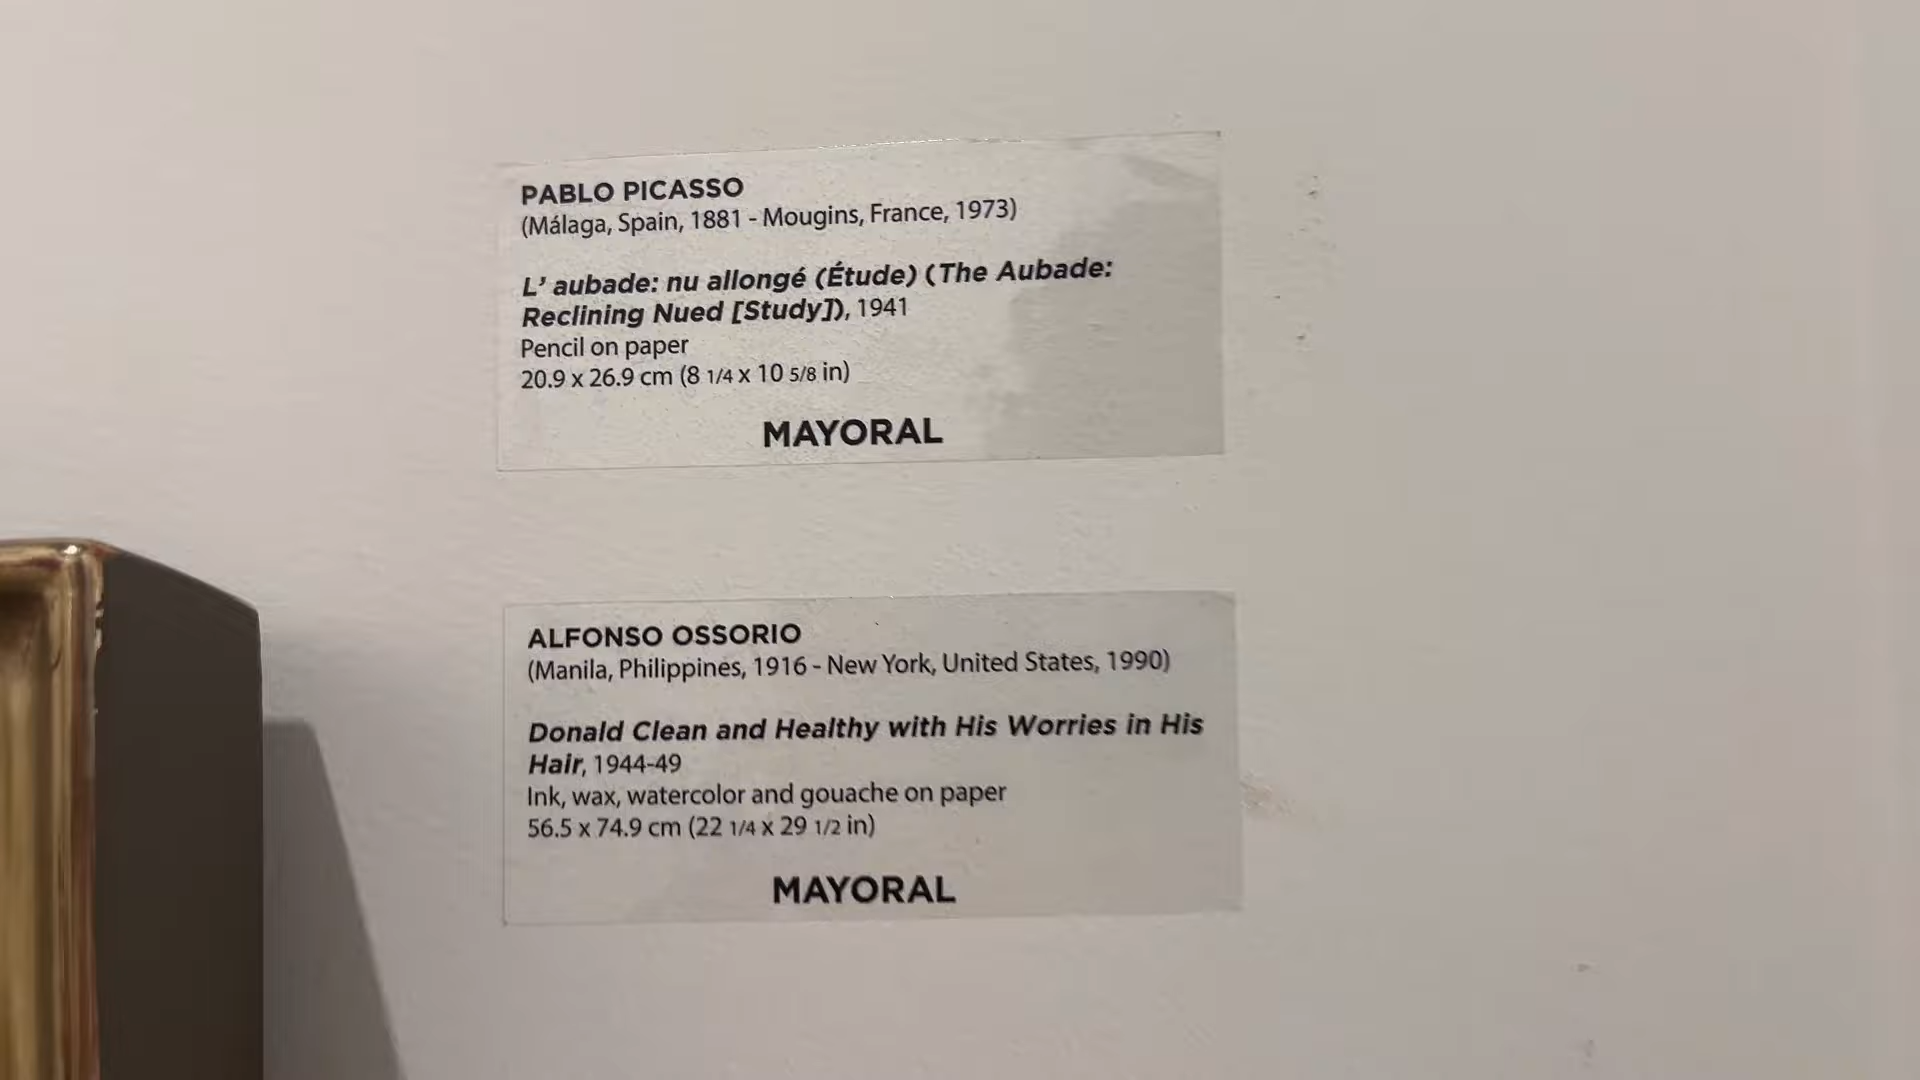 PABLO PICASSO
(Málaga, Spain, 1881 - Mougins, France, 1973)
L' aubade: nu allongé (Étude) (The Aubade:
Reclining Nued [Study]), 1941
Pencil on paper
20.9 x 26.9 cm (8 1/4 x 10 5/8 in)
MAYORAL
ALFONSO OSSORIO
(Manila, Philippines, 1916 - New York, United States, 1990)
Donald Clean and Healthy with His Worries in His
Hair, 1944-49
Ink, wax, watercolor and gouache on paper
56.5 x 74.9 cm (22 1/4 x 29 1/2 in)
MAYORAL